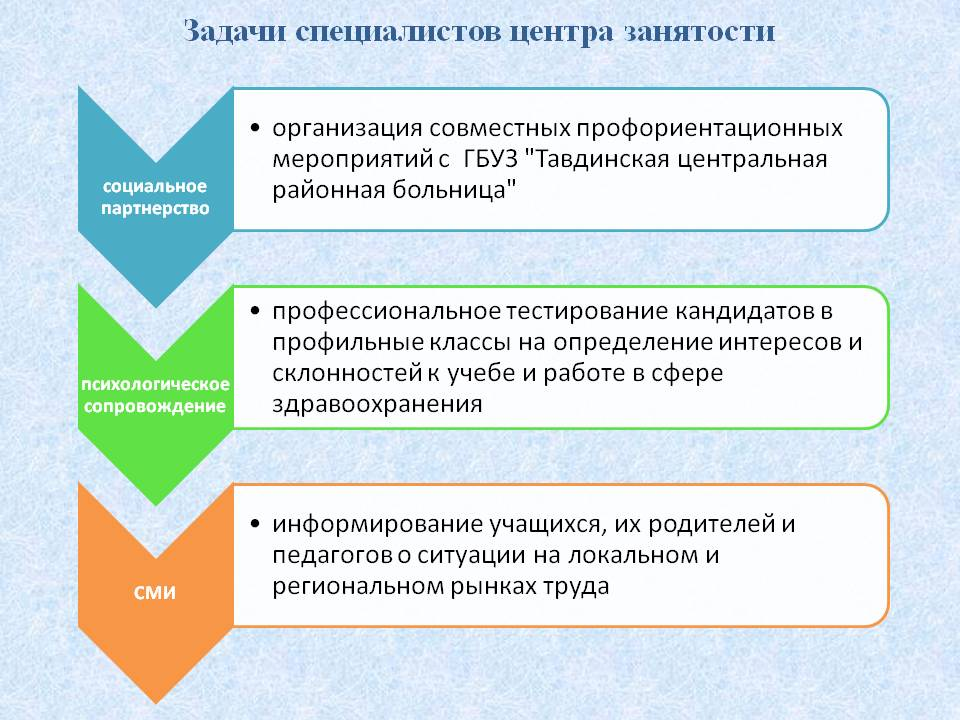 Задачи специалистов центра занятости
социальное
партнерство
• организация совместных профориентационных
мероприятий с ГБУЗ "Тавдинская центральная
районная больница"
психологическое
сопровождение
• профессиональное тестирование кандидатов в
профильные классы на определение интересов и
склонностей к учебе и работе в сфере
здравоохранения
СМИ
• информирование учащихся, их родителей и
педагогов о ситуации на локальном и
региональном рынках труда